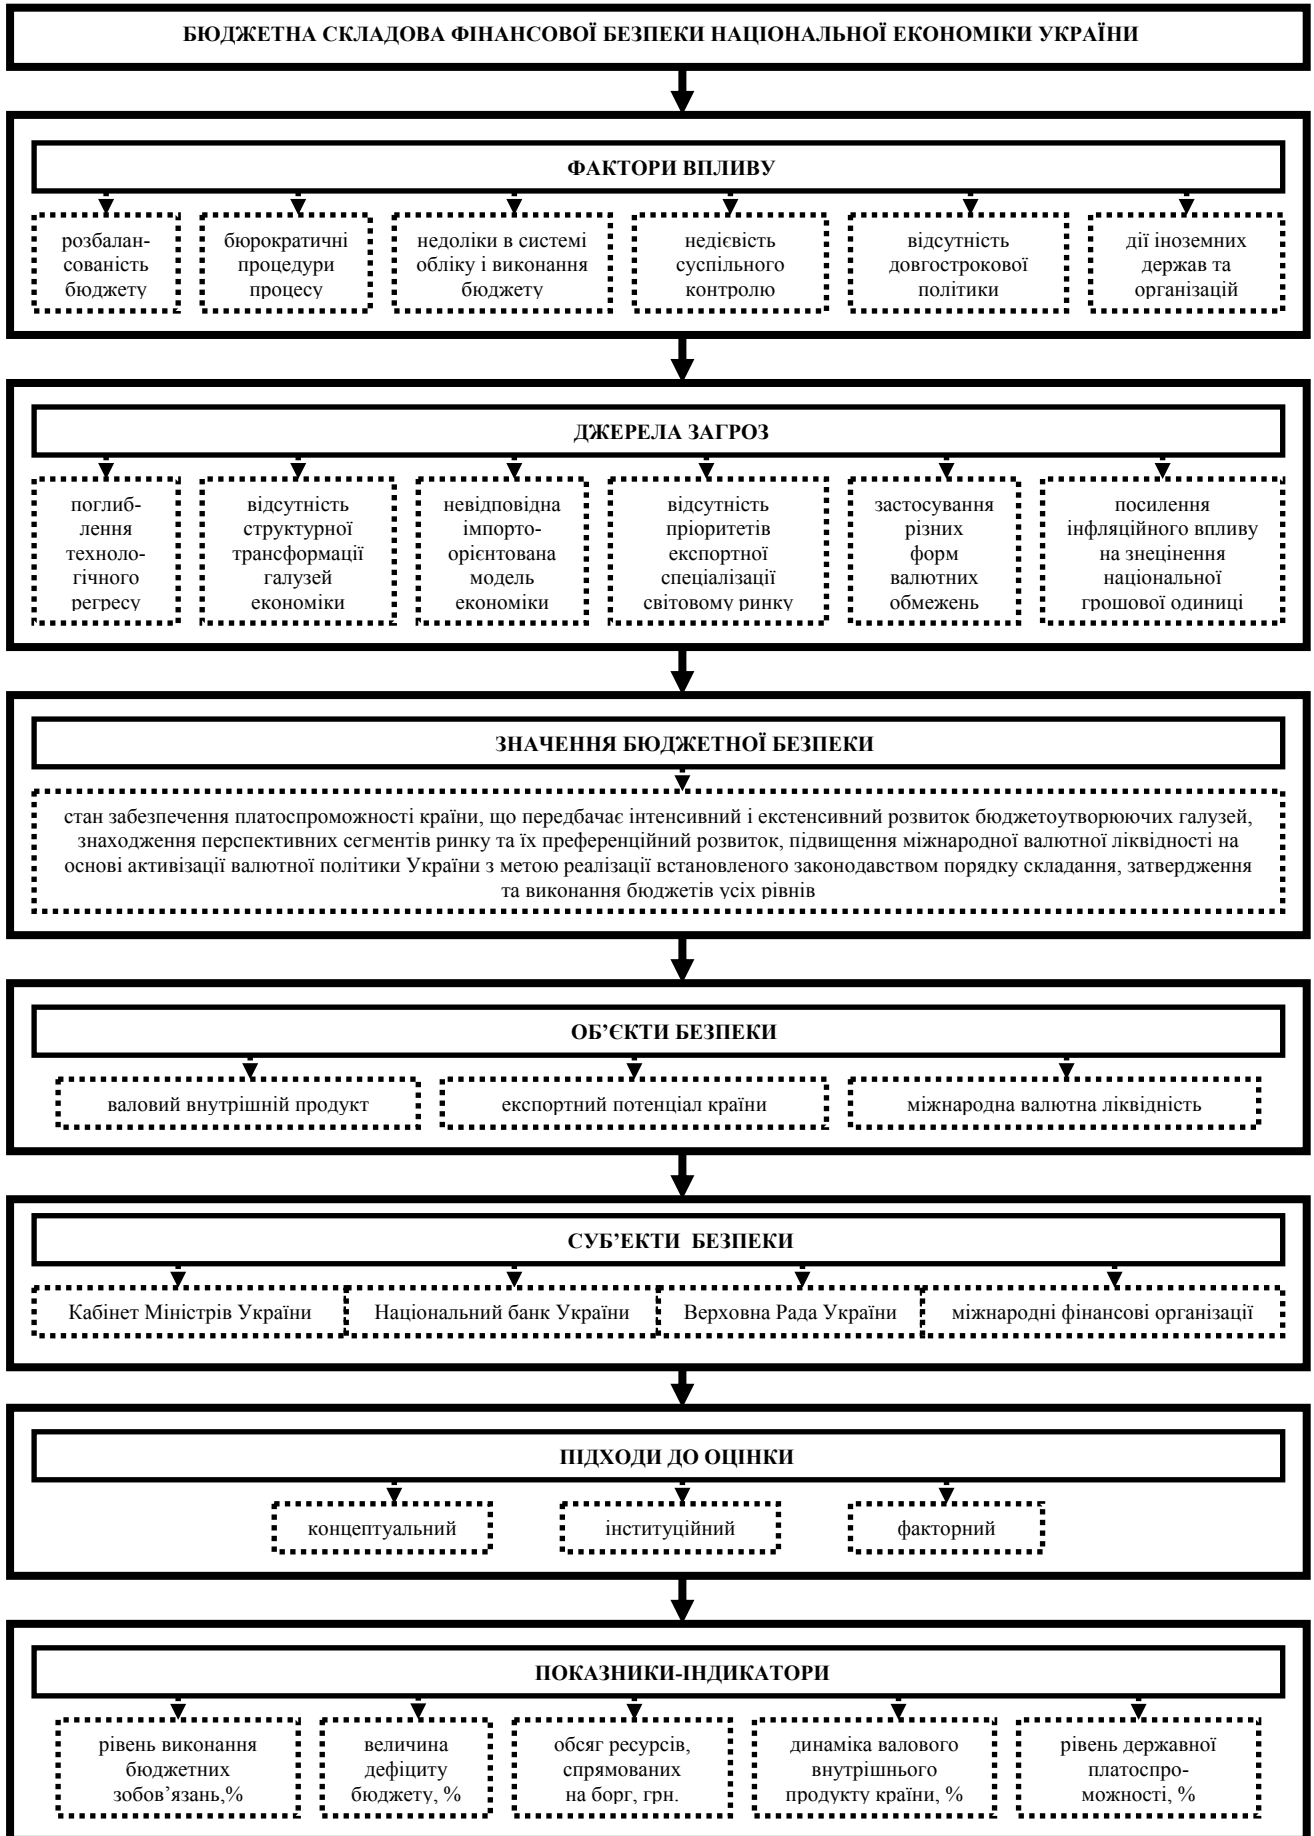 БЮДЖЕТНА СКЛАДОВА ФІНАНСОВОЇ БЕЗПЕКИ НАЦІОНАЛЬНОЇ ЕКОНОМІКИ УКРАЇНИ
ФАКТОРИ ВПЛИВУ
розбалан-
сованість
бюджету
бюрократичні
процедури
процесу
недоліки в системі
обліку і виконання
бюджету
недієвість
суспільного
контролю
відсутність
довгострокової
політики
дії іноземних
держав та
організацій
ДЖЕРЕЛА ЗАГРОЗ
поглиб-
лення
техноло-
гічного
регресу
відсутність
структурної
трансформації
галузей
економіки
невідповідна
імпорто-
орієнтована
модель
економіки
відсутність
пріоритетів
експортної
спеціалізації
світовому ринку
застосування
різних
форм
валютних
обмежень
посилення
інфляційного впливу
на знецінення
національної
грошової одиниці
ЗНАЧЕННЯ БЮДЖЕТНОЇ БЕЗПЕКИ
стан забезпечення платоспроможності країни, що передбачає інтенсивний і екстенсивний розвиток бюджетоутворюючих галузей,
знаходження перспективних сегментів ринку та їх преференційний розвиток, підвищення міжнародної валютної ліквідності на
основі активізації валютної політики України з метою реалізації встановленого законодавством порядку складання, затвердження
та виконання бюджетів усіх рівнів
ОБ’ЄКТИ БЕЗПЕКИ
валовий внутрішній продукт
експортний потенціал країни
міжнародна валютна ліквідність
СУБ’ЕКТИ БЕЗПЕКИ
Кабінет Міністрів України
Національний банк України
Верховна Рада України
міжнародні фінансові організації
ПІДХОДИ ДО ОЦІНКИ
концептуальний
інституційний
факторний
ПОКАЗНИКИ-ІНДИКАТОРИ
рівень виконання
бюджетних
зобов’язань,%
величина
дефіциту
бюджету, %
обсяг ресурсів,
спрямованих
на борг, грн.
динаміка валового
внутрішнього
продукту країни, %
рівень державної
платоспро-
можності, %